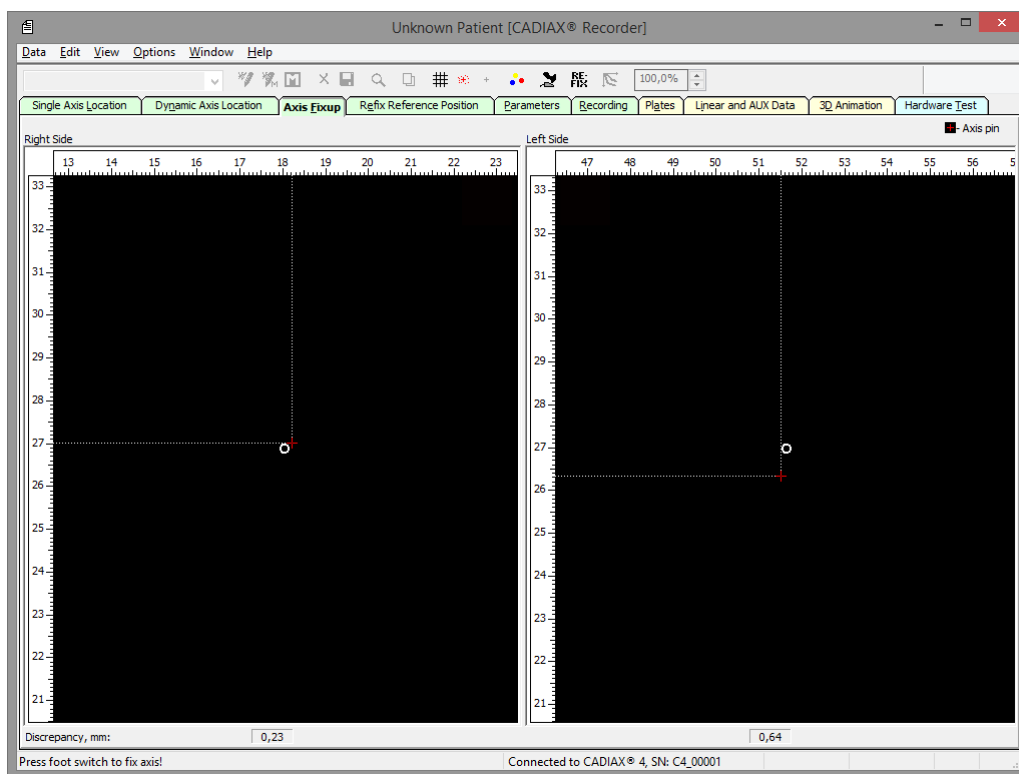 Unknown Patient [CADIAX® Recorder]
Data Edit View Options Window Help
RE-FIX 100,0%
Single Axis Location Dynamic Axis Location Axis Fixup Refix Reference Position Parameters Recording Plates Linear and AUX Data 3D Animation Hardware Test
- Axis pin
Right Side Left Side
13 14 15 16 17 18 19 20 21 22 23 47 48 49 50 51 52 53 54 55 56 5
33 33
32 32
31 31
30 30
29 29
28 28
27 27
26 26
25 25
24 24
23 23
22 22
21 21
Discrepancy, mm: 0,23 0,64
Press foot switch to fix axis! Connected to CADIAX® 4, SN: C4_00001